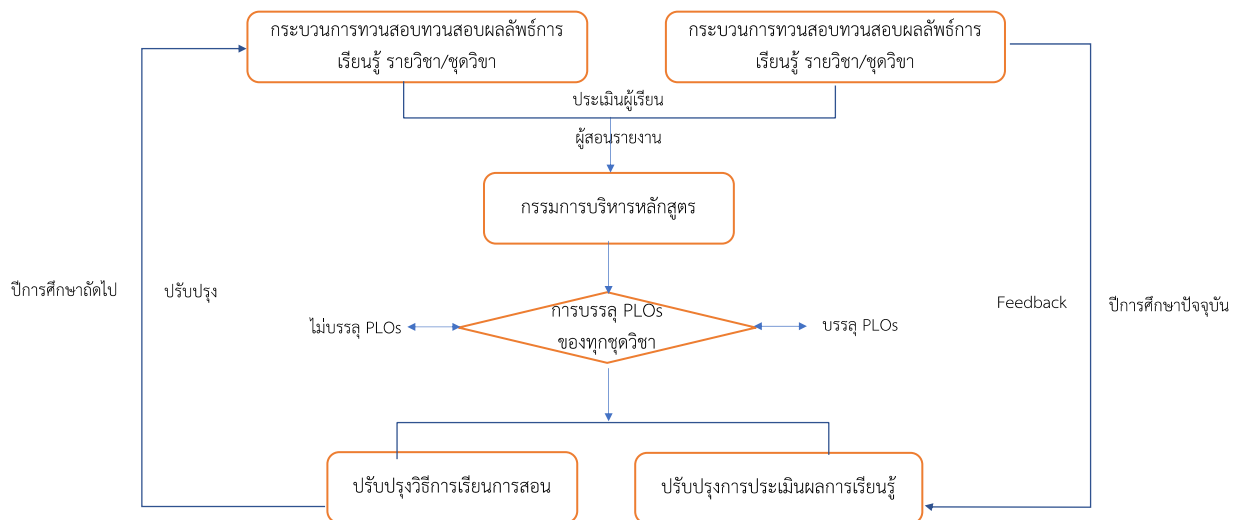 กระบวนการทวนสอบทวนสอบผลลัพธ์การ
เรียนรู้ รายวิชา/ชุดวิขา
กระบวนการทวนสอบทวนสอบผลลัพธ์การ
เรียนรู้ รายวิชา/ชุดวิขา
ประเมินผู้เรียน
ผู้สอนรายงาน
กรรมการบริหารหลักสูตร
ปีการศึกษาถัดไป
ปรับปรุง
Feedback
ปีการศึกษาปัจจุบัน
ไม่บรรลุ PLOs
การบรรลุ PLOs
ของทุกชุดวิชา
บรรลุ PLOs
ปรับปรุงวิธีการเรียนการสอน
ปรับปรุงการประเมินผลการเรียนรู้